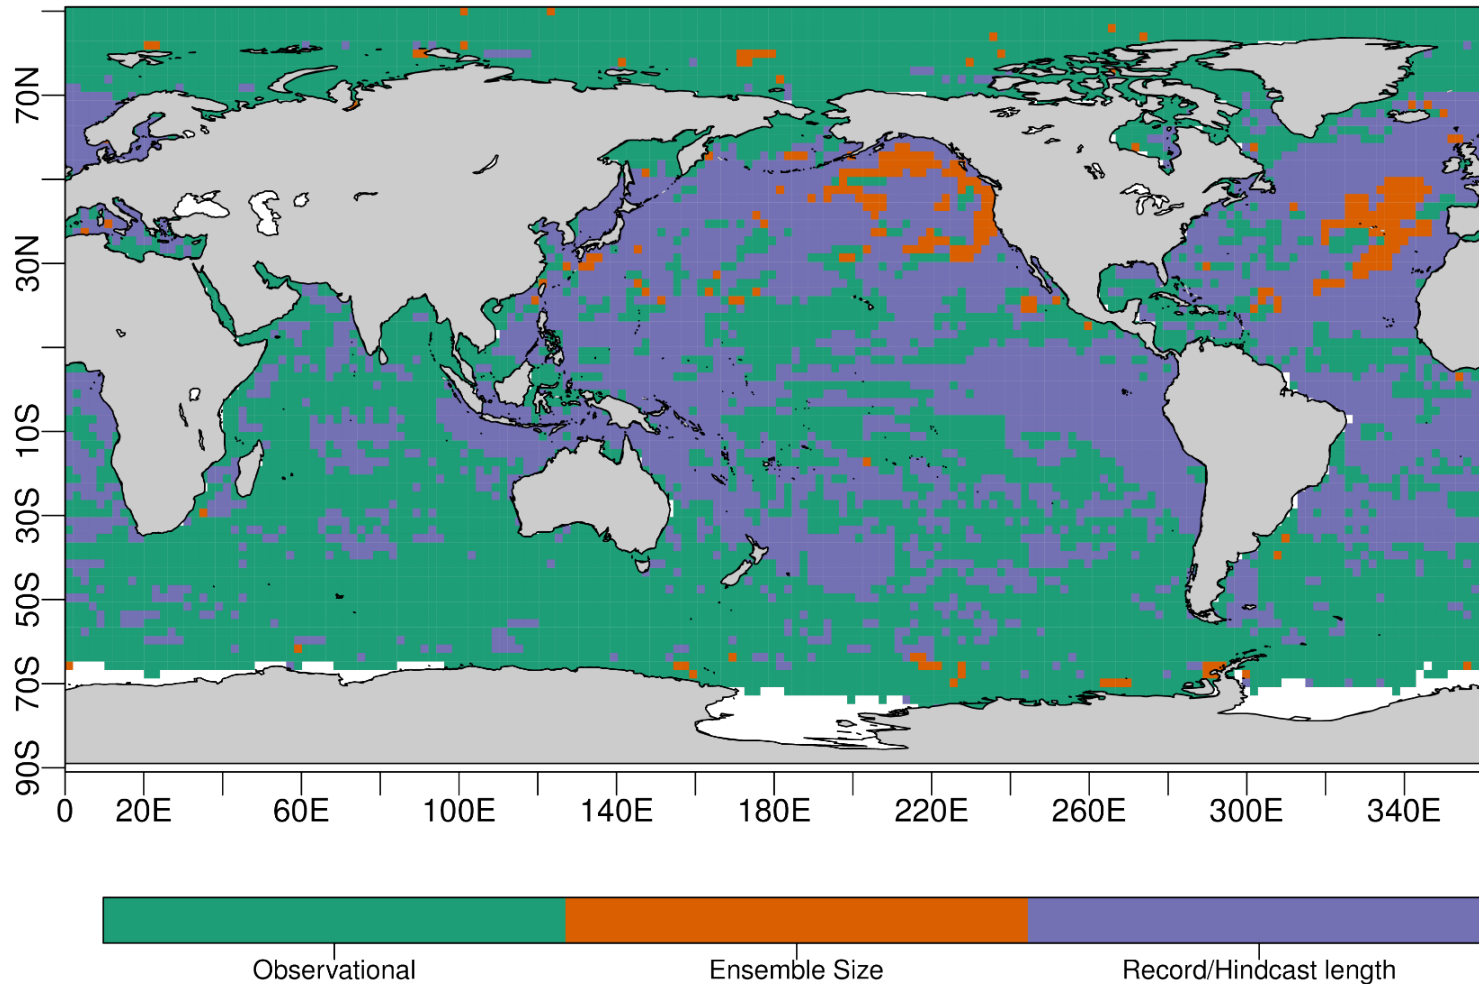 70N
30N
10S
30S
50S
70S
90S
0 20E 60E 100E 140E 180E 220E 260E 300E 340E
Observational Ensemble Size Record/Hindcast length